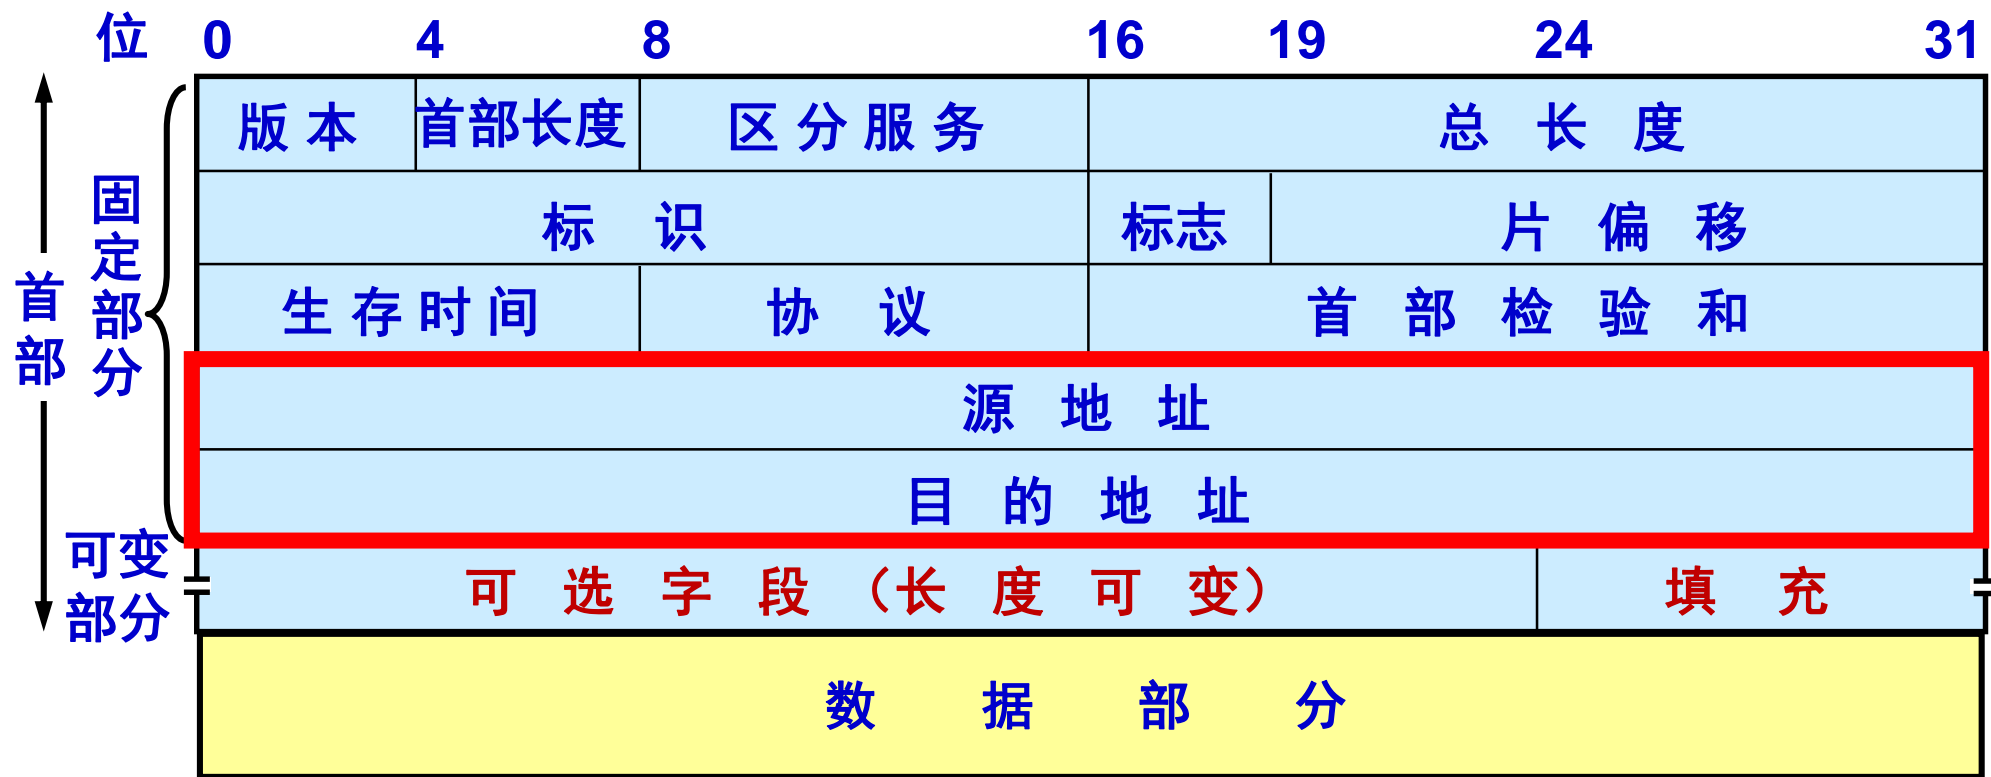 位 0 4 8 16 19 24 31
版本 首部长度 区分服务 总长度
标识 标志 片偏移
生存时间 协议 首部检验和
源地址
目的地址
可选字段（长度可变） 填充
数据部分
首部
固定部分
可变
部分